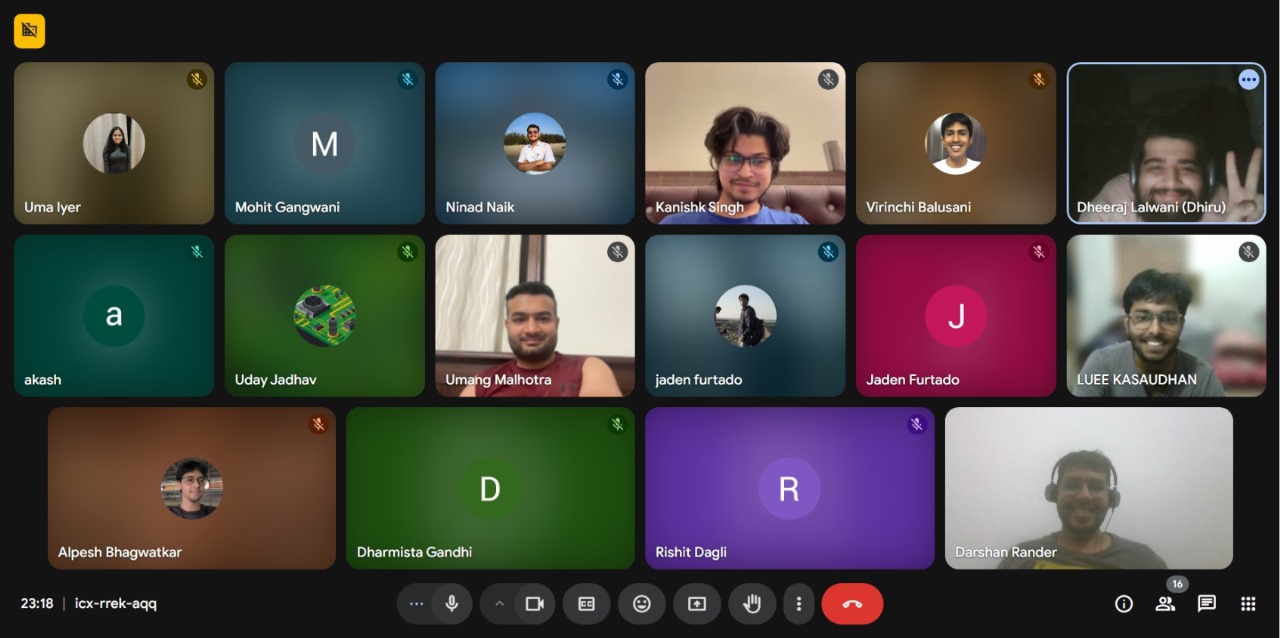 Uma Iyer
M
Mohit Gangwani
Ninad Naik
Kanishk Singh
Virinchi Balusani
Dheeraj Lalwani (Dhiru)
a
akash
Uday Jadhav
Umang Malhotra
jaden furtado
J
Jaden Furtado
LUEE KASAUDHAN
Alpesh Bhagwatkar
D
Dharmista Gandhi
R
Rishit Dagli
Darshan Rander
23:18 | icx-rrek-aqq
CC
16